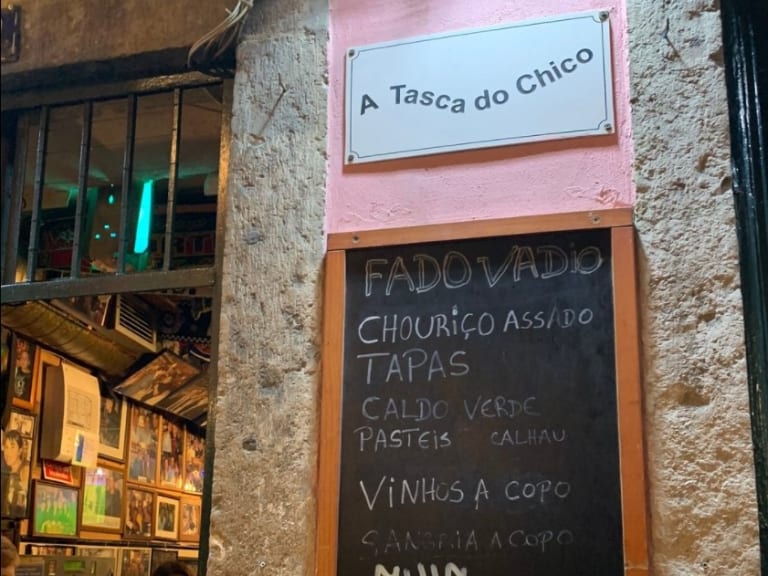 A Tasca do Chico
FADO VADIO
CHOURIÇO ASSADO
TAPAS
CALDO VERDE
PASTEIS CALHAU
VINHOS A COPO
SANGRIA A COPO